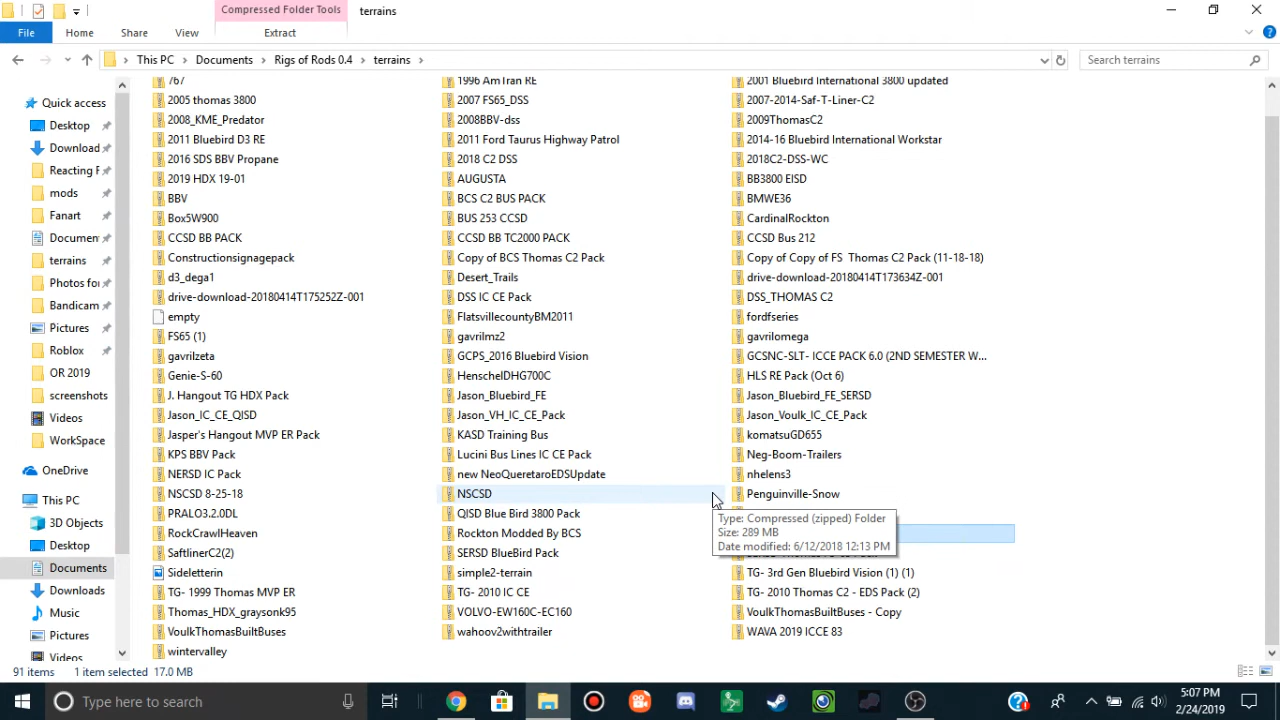 Compressed Folder Tools terrains
File Home Share View Extract
This PC Documents Rigs of Rods 0.4 terrains Search terrains
Quick access
Desktop
Download
Reacting F
mods
Fanart
Documen
terrains
Photos fo
Bandicam
Pictures
Roblox
OR 2019
screenshots
Videos
WorkSpace
OneDrive
This PC
3D Objects
Desktop
Documents
Downloads
Music
Pictures
Videos
767 1996 AmTran RE 2001 Bluebird International 3800 updated
2005 thomas 3800 2007 FS65_DSS 2007-2014-Saf-T-Liner-C2
2008_KME_Predator 2008BBV-dss 2009ThomasC2
2011 Bluebird D3 RE 2011 Ford Taurus Highway Patrol 2014-16 Bluebird International Workstar
2016 SDS BBV Propane 2018 C2 DSS 2018C2-DSS-WC
2019 HDX 19-01 AUGUSTA BB3800 EISD
BBV BCS C2 BUS PACK BMWE36
Box5W900 BUS 253 CCSD CardinalRockton
CCSD BB PACK CCSD BB TC2000 PACK CCSD Bus 212
Constructionsignagepack Copy of BCS Thomas C2 Pack Copy of Copy of FS Thomas C2 Pack (11-18-18)
d3_dega1 Desert_Trails drive-download-20180414T173634Z-001
drive-download-20180414T175252Z-001 DSS IC CE Pack DSS_THOMAS C2
empty FlatsvillecountyBM2011 fordfseries
FS65 (1) gavrilmz2 gavrilomega
gavrilzeta GCPS_2016 Bluebird Vision GCSNC-SLT- ICCE PACK 6.0 (2ND SEMESTER W...
Genie-S-60 HenschelDHG700C HLS RE Pack (Oct 6)
J. Hangout TG HDX Pack Jason_Bluebird_FE Jason_Bluebird_FE_SERSD
Jason_IC_CE_QISD Jason_VH_IC_CE_Pack Jason_Voulk_IC_CE_Pack
Jasper's Hangout MVP ER Pack KASD Training Bus komatsuGD655
KPS BBV Pack Lucini Bus Lines IC CE Pack Neg-Boom-Trailers
NERSD IC Pack new NeoQueretaroEDSUpdate nhelens3
NSCSD 8-25-18 NSCSD Penguinville-Snow
PRALO3.2.0DL QISD Blue Bird 3800 Pack
RockCrawlHeaven Rockton Modded By BCS
SaftlinerC2(2) SERSD BlueBird Pack
Sideletterin simple2-terrain TG- 3rd Gen Bluebird Vision (1) (1)
TG- 1999 Thomas MVP ER TG- 2010 IC CE TG- 2010 Thomas C2 - EDS Pack (2)
Thomas_HDX_graysonk95 VOLVO-EW160C-EC160 VoulkThomasBuiltBuses - Copy
VoulkThomasBuiltBuses wahoov2withtrailer WAVA 2019 ICCE 83
wintervalley
Type: Compressed (zipped) Folder
Size: 289 MB
Date modified: 6/12/2018 12:13 PM
91 items 1 item selected 17.0 MB
Type here to search
5:07 PM
2/24/2019